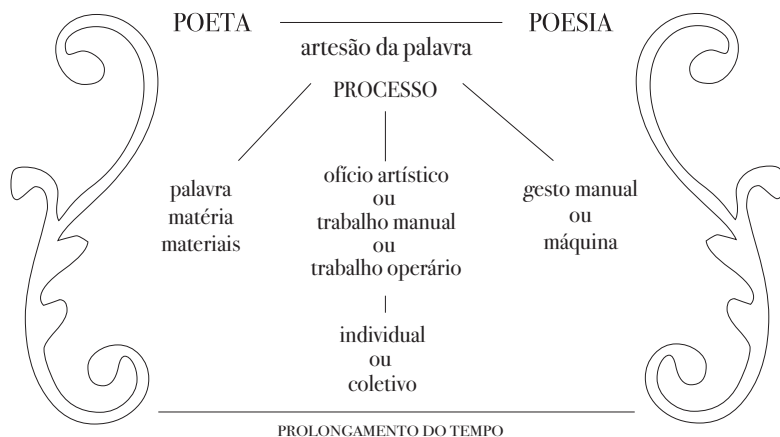 POETA POESIA
artesão da palavra
PROCESSO
palavra
matéria
materiais
ofício artístico
ou
trabalho manual
ou
trabalho operário
gesto manual
ou
máquina
individual
ou
coletivo
PROLONGAMENTO DO TEMPO